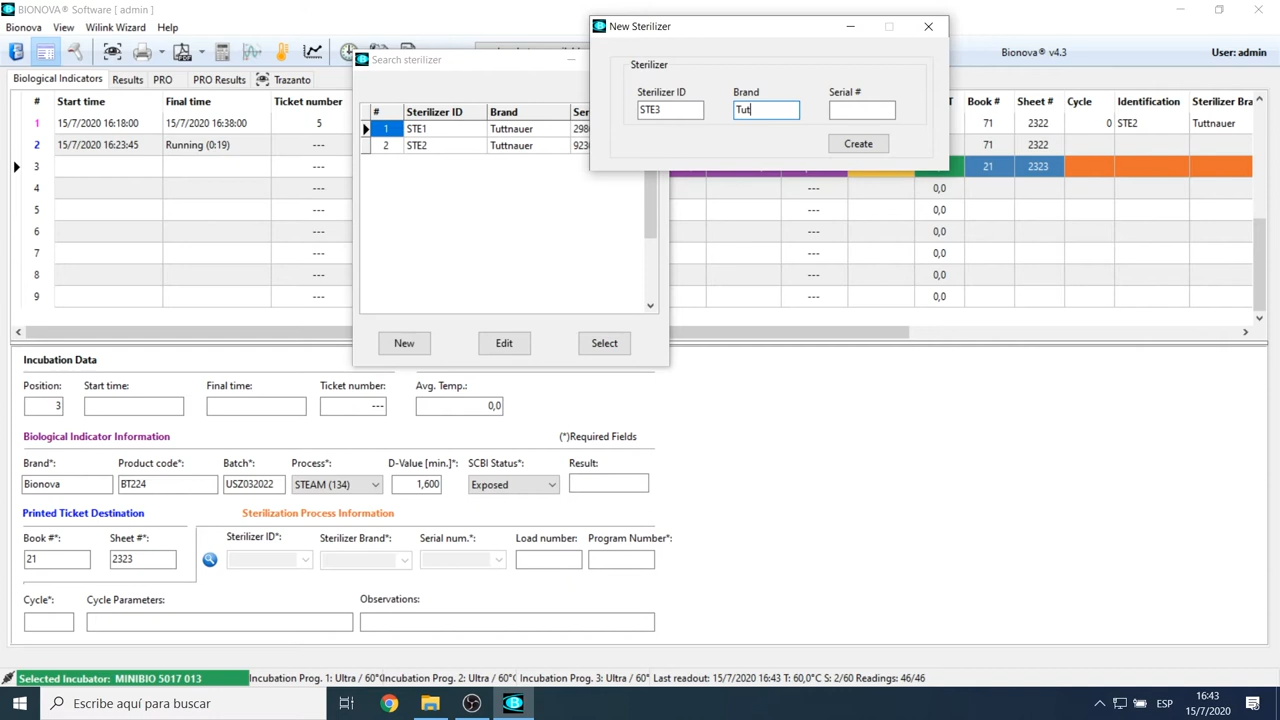 BIONOVA® Software [ admin ]
Bionova View Wilink Wizard Help
Bionova® v4.3 User: admin
Biological Indicators Results PRO PRO Results Trazanto
# Start time Final time Ticket number T Book # Sheet # Cycle Identification Sterilizer Bra
1 15/7/2020 16:18:00 15/7/2020 16:38:00 5 71 2322 0 STE2 Tuttnauer
2 15/7/2020 16:23:45 Running (0:19) --- 71 2322
3 --- 21 2323
4 --- --- 0,0
5 --- --- 0,0
6 --- --- 0,0
7 --- --- 0,0
8 --- --- 0,0
9 --- --- 0,0
Search sterilizer
# Sterilizer ID Brand Ser
1 STE1 Tuttnauer 298
2 STE2 Tuttnauer 923
New Edit Select
New Sterilizer
Sterilizer
Sterilizer ID Brand Serial #
STE3 Tut
Create
Incubation Data
Position: Start time: Final time: Ticket number: Avg. Temp.:
3 --- 0,0
Biological Indicator Information (*)Required Fields
Brand*: Product code*: Batch*: Process*: D-Value [min.]*: SCBI Status*: Result:
Bionova BT224 USZ032022 STEAM (134) 1,600 Exposed
Printed Ticket Destination Sterilization Process Information
Book #*: Sheet #*: Sterilizer ID*: Sterilizer Brand*: Serial num.*: Load number: Program Number*:
21 2323
Cycle*: Cycle Parameters: Observations:
Selected Incubator: MINIBIO 5017 013 Incubation Prog. 1: Ultra / 60°C Incubation Prog. 2: Ultra / 60°C Incubation Prog. 3: Ultra / 60° Last readout: 15/7/2020 16:43 T: 60,0°C S: 2/60 Readings: 46/46
Escribe aquí para buscar
ESP 16:43
15/7/2020